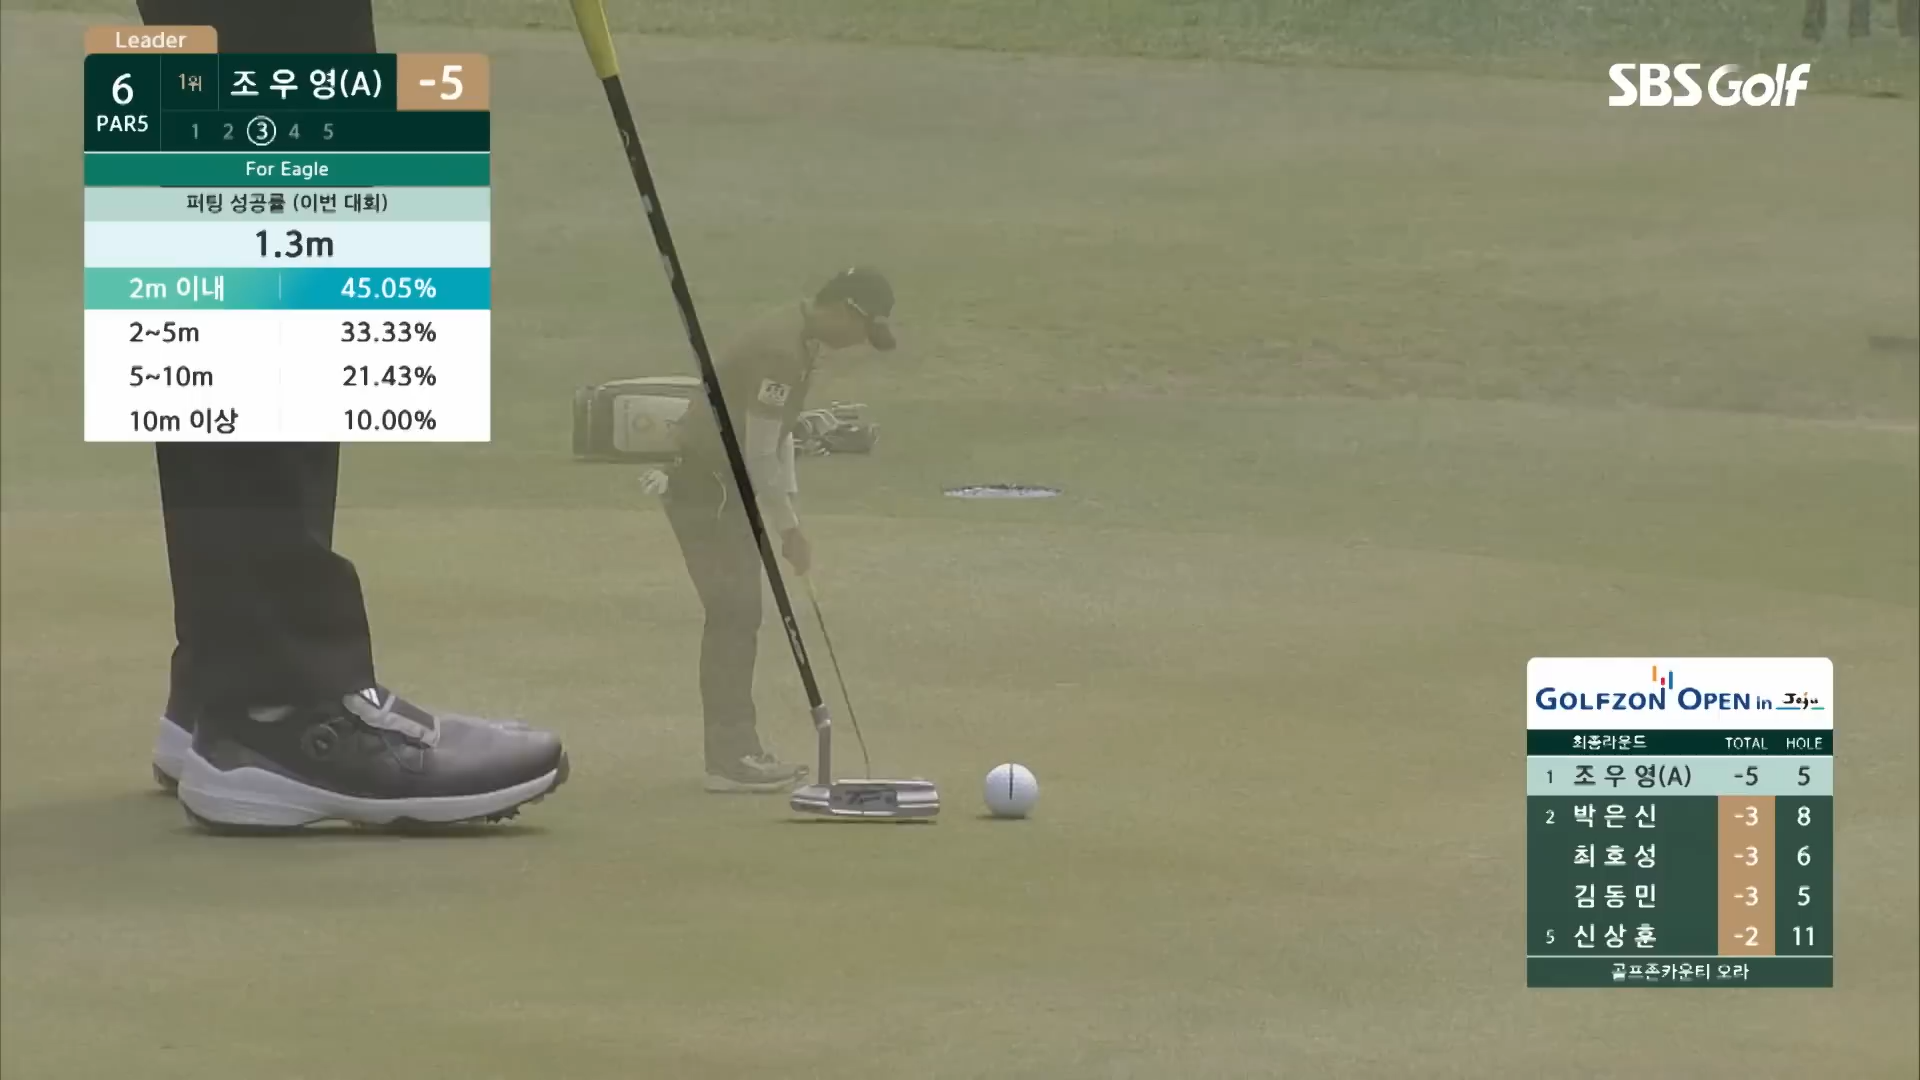 Leader
6
PAR5
1위 조우영(A) -5
1 2 3 4 5
For Eagle
퍼팅 성공률 (이번 대회)
1.3m
2m 이내 45.05%
2~5m 33.33%
5~10m 21.43%
10m 이상 10.00%
SBS Golf
GOLFZON OPEN in Jeju
최종라운드 TOTAL HOLE
1 조우영(A) -5 5
2 박은신 -3 8
최호성 -3 6
김동민 -3 5
5 신상훈 -2 11
골프존카운티 오라